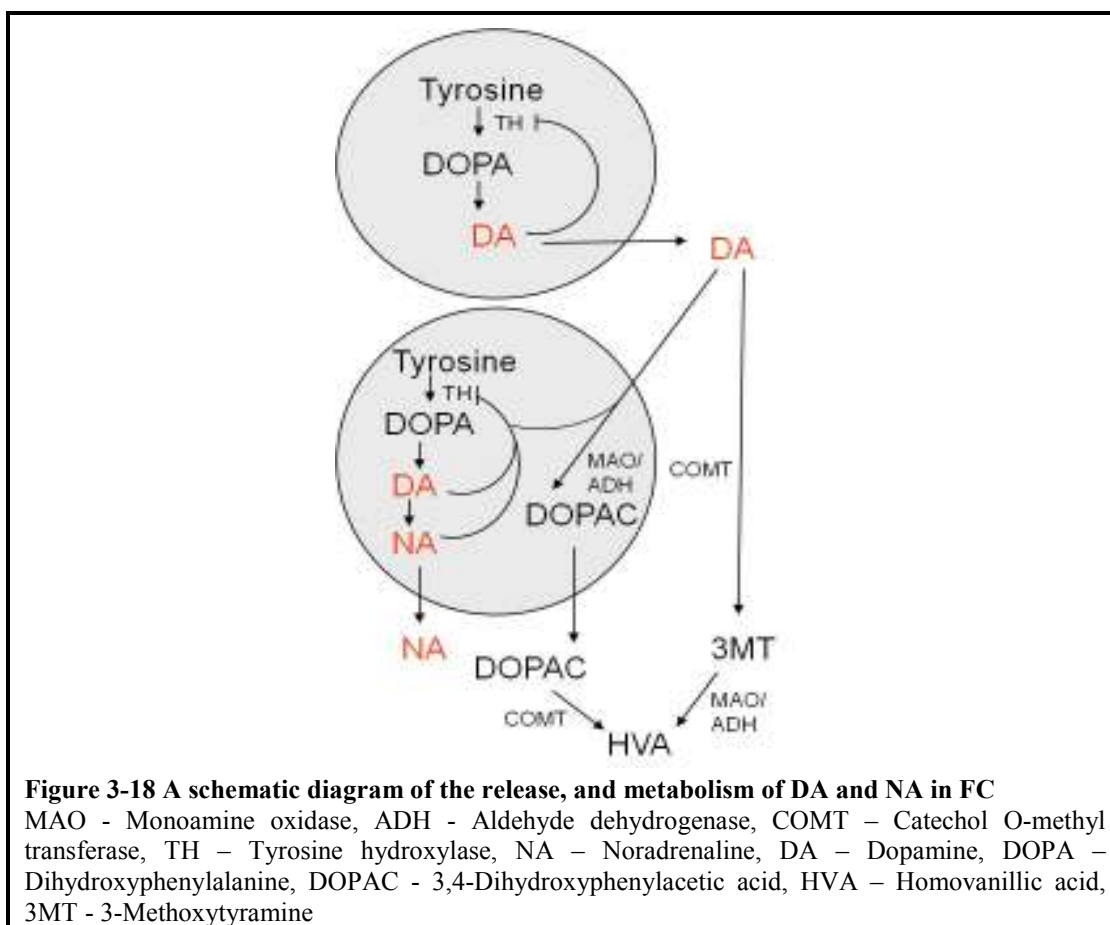 Tyrosine
TH
DOPA
DA
DA
Tyrosine
TH
DOPA
MAO/
ADH
COMT
DA
DOPAC
NA
NA
3MT
DOPAC
MAO/
ADH
COMT
HVA
Figure 3-18 A schematic diagram of the release, and metabolism of DA and NA in FC
MAO - Monoamine oxidase, ADH - Aldehyde dehydrogenase, COMT – Catechol O-methyl
transferase, TH – Tyrosine hydroxylase, NA – Noradrenaline, DA – Dopamine, DOPA –
Dihydroxyphenylalanine, DOPAC - 3,4-Dihydroxyphenylacetic acid, HVA – Homovanillic acid,
3MT - 3-Methoxytyramine